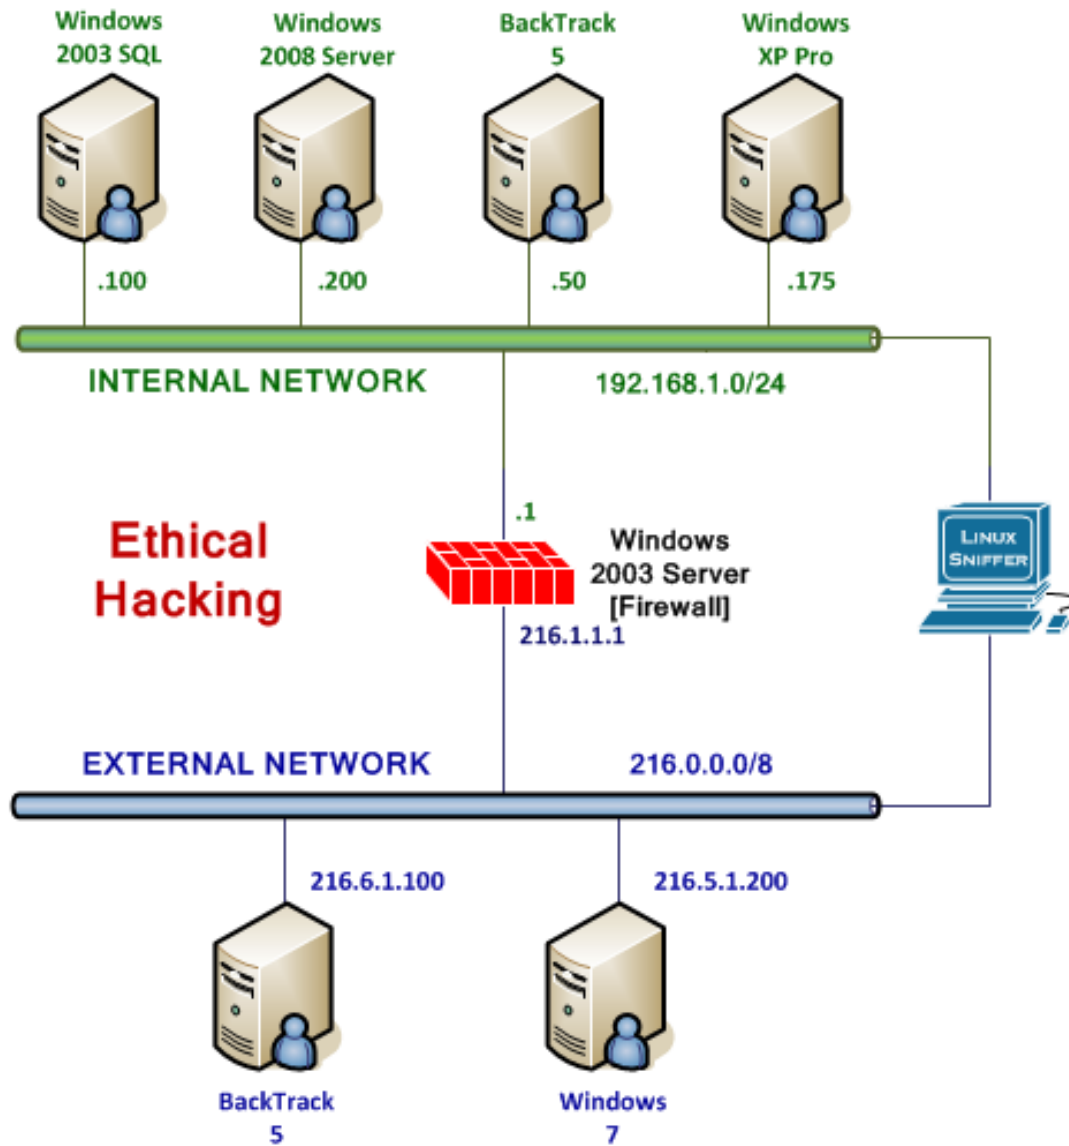 Windows
2003 SQL
Windows
2008 Server
BackTrack
5
Windows
XP Pro
.100
.200
.50
.175
INTERNAL NETWORK
192.168.1.0/24
Ethical
Hacking
.1
Windows
2003 Server
[Firewall]
216.1.1.1
LINUX
SNIFFER
EXTERNAL NETWORK
216.0.0.0/8
216.6.1.100
216.5.1.200
BackTrack
5
Windows
7